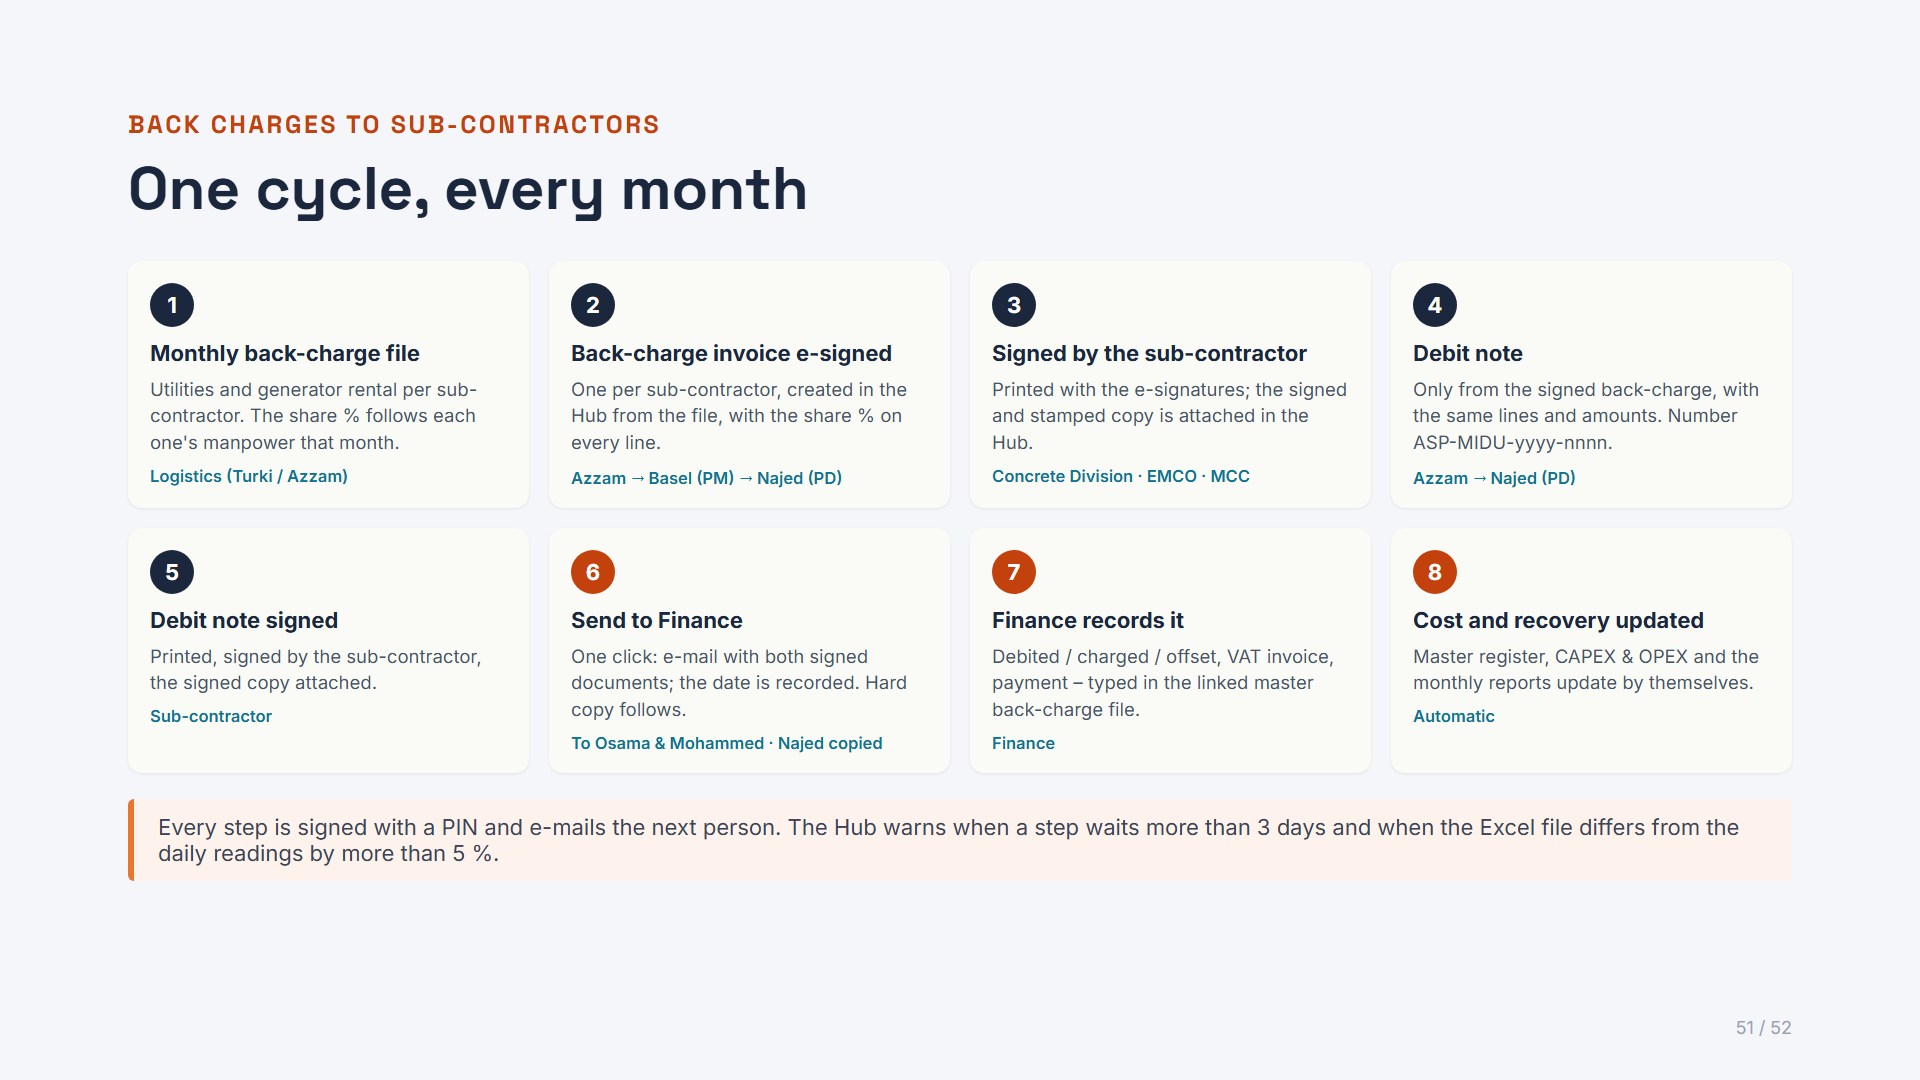 BACK CHARGES TO SUB-CONTRACTORS
One cycle, every month
1
Monthly back-charge file
Utilities and generator rental per sub-
contractor. The share % follows each
one's manpower that month.
Logistics (Turki / Azzam)
2
Back-charge invoice e-signed
One per sub-contractor, created in the
Hub from the file, with the share % on
every line.
Azzam → Basel (PM) → Najed (PD)
3
Signed by the sub-contractor
Printed with the e-signatures; the signed
and stamped copy is attached in the
Hub.
Concrete Division · EMCO · MCC
4
Debit note
Only from the signed back-charge, with
the same lines and amounts. Number
ASP-MIDU-yyyy-nnnn.
Azzam → Najed (PD)
5
Debit note signed
Printed, signed by the sub-contractor,
the signed copy attached.
Sub-contractor
6
Send to Finance
One click: e-mail with both signed
documents; the date is recorded. Hard
copy follows.
To Osama & Mohammed · Najed copied
7
Finance records it
Debited / charged / offset, VAT invoice,
payment – typed in the linked master
back-charge file.
Finance
8
Cost and recovery updated
Master register, CAPEX & OPEX and the
monthly reports update by themselves.
Automatic
Every step is signed with a PIN and e-mails the next person. The Hub warns when a step waits more than 3 days and when the Excel file differs from the
daily readings by more than 5 %.
51 / 52